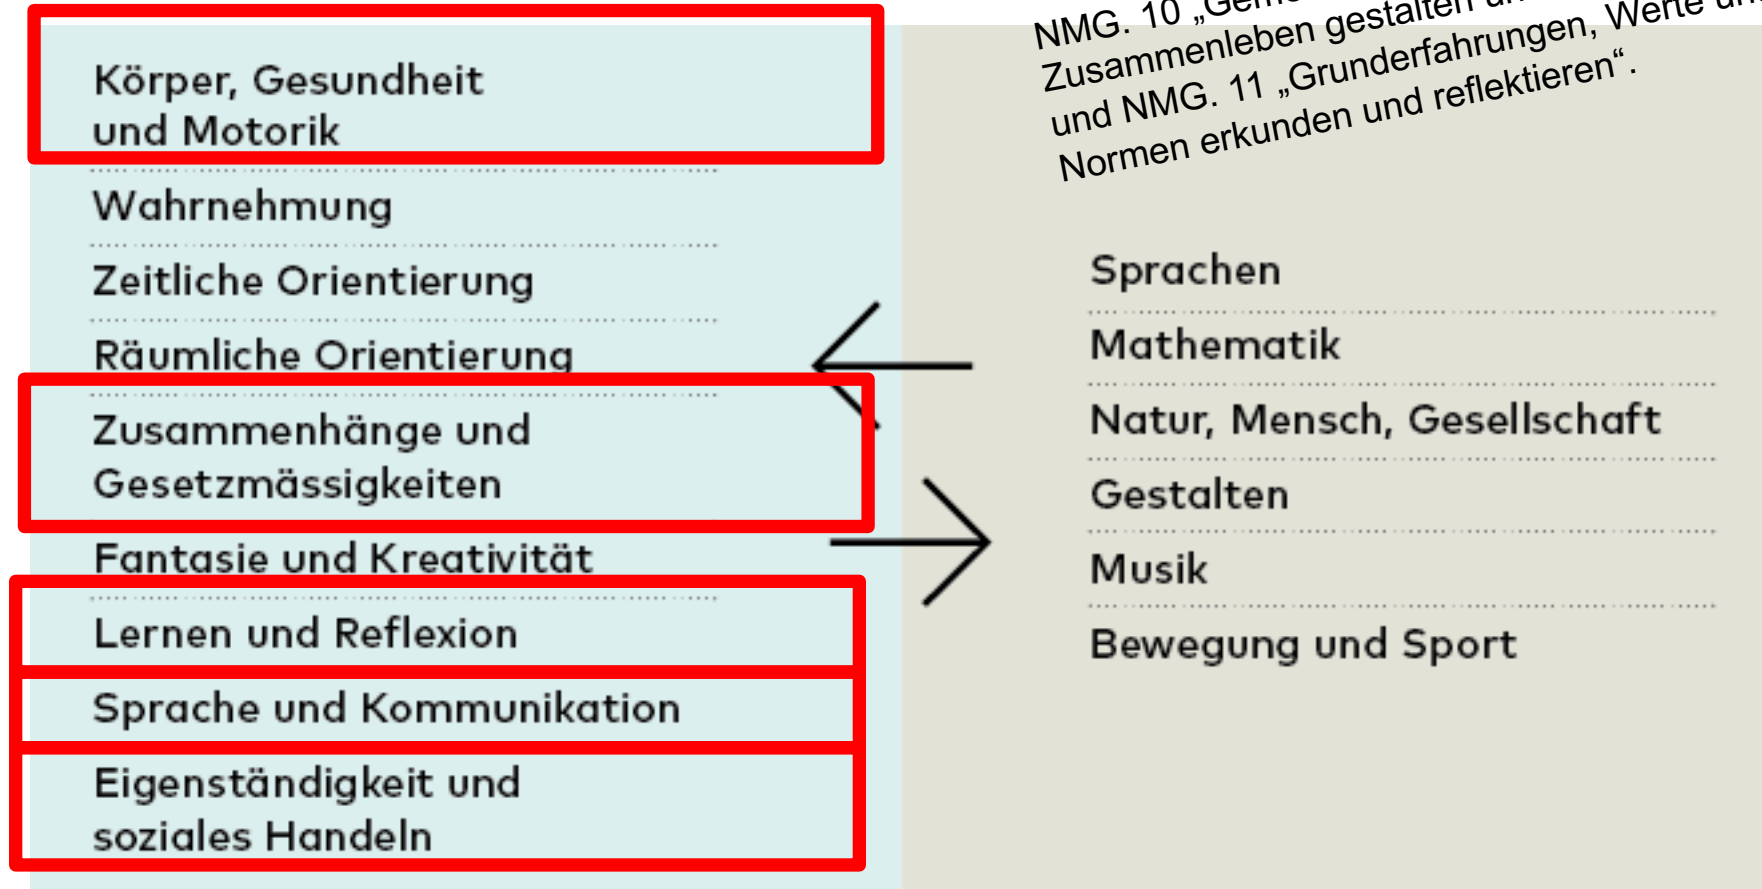 Körper, Gesundheit
und Motorik
Wahrnehmung
Zeitliche Orientierung
Räumliche Orientierung
Zusammenhänge und
Gesetzmässigkeiten
Fantasie und Kreativität
Lernen und Reflexion
Sprache und Kommunikation
Eigenständigkeit und
soziales Handeln
NMG. 10
Zusammenleben gestalten
und NMG. 11 „Grunderfahrungen, Werte
Normen erkunden und reflektieren“.
Sprachen
Mathematik
Natur, Mensch, Gesellschaft
Gestalten
Musik
Bewegung und Sport